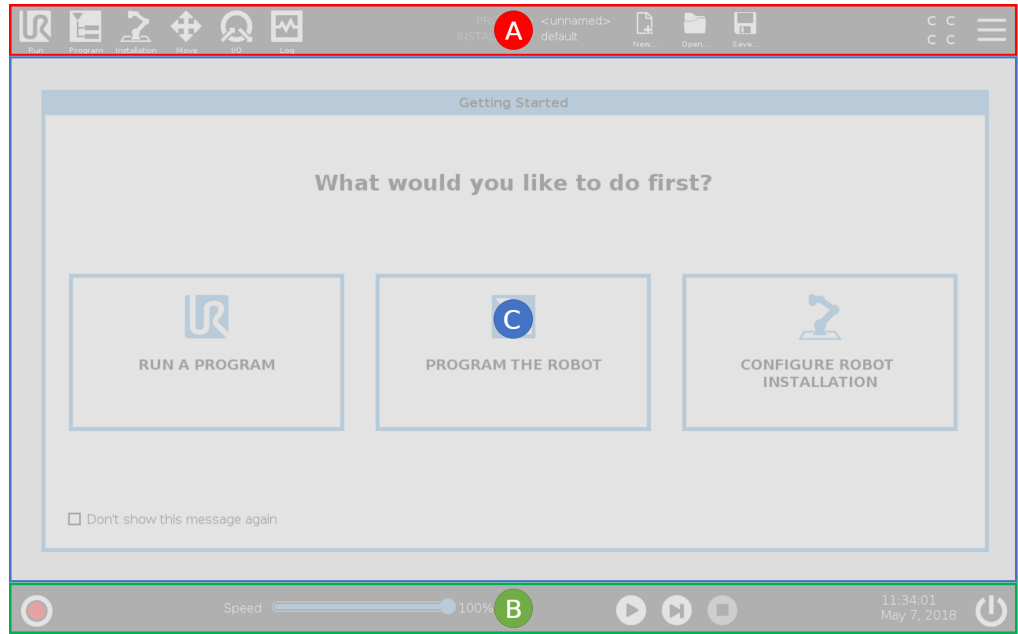 Run Program Installation Move I/O Log
A
<unnamed>
default
New... Open... Save...
C C
C C
Getting Started
What would you like to do first?
RUN A PROGRAM
PROGRAM THE ROBOT
C
CONFIGURE ROBOT
INSTALLATION
Don't show this message again
Speed 100%
B
11:34:01
May 7, 2018